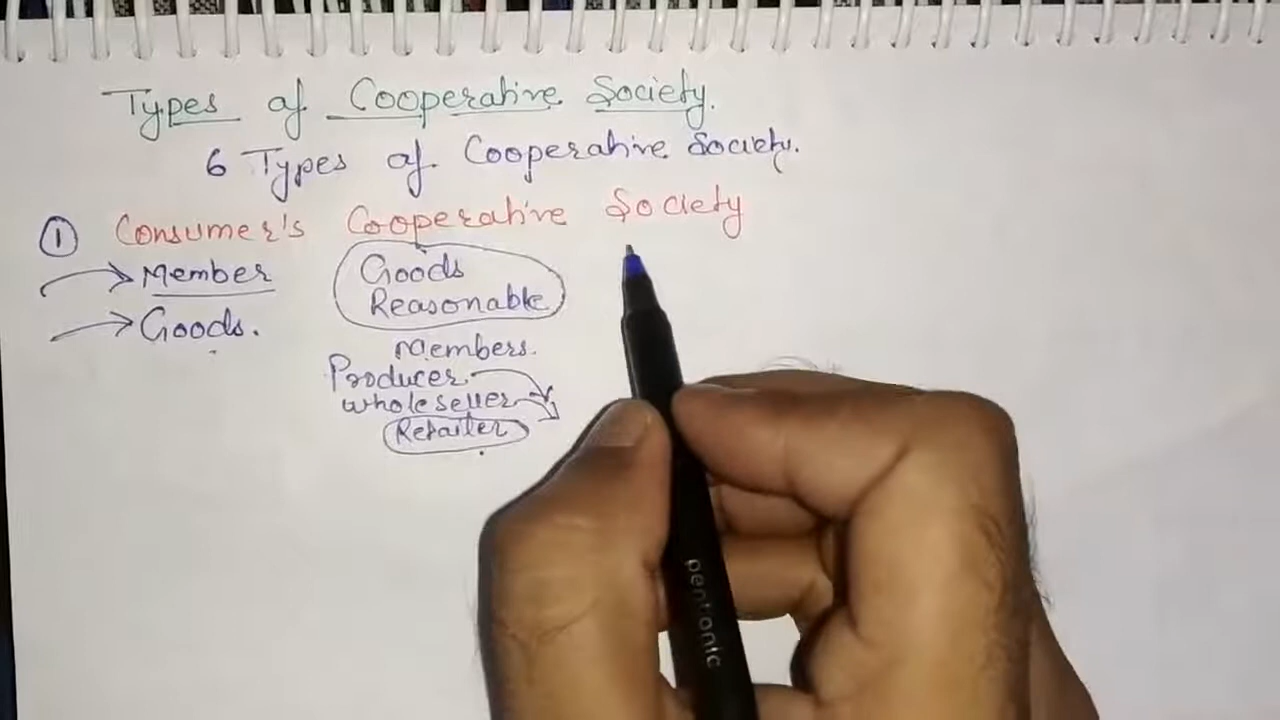 Types of Cooperative Society.
6 Types of Cooperative Society.
① Consumer's Cooperative Society
Member
Goods.
Goods
Reasonable
Members.
Producer
wholeseller
Retailer
pentonic